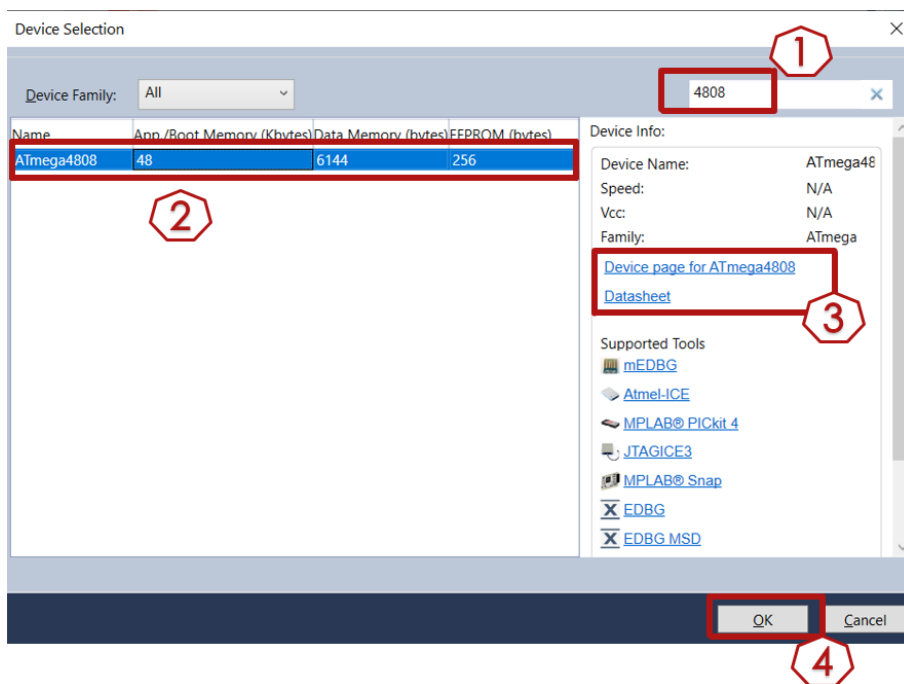 Device Selection
1
Device Family: All
4808
Name App./Boot Memory (Kbytes) Data Memory (bytes) EEPROM (bytes)
ATmega4808 48 6144 256
2
Device Info:
Device Name: ATmega48
Speed: N/A
Vcc: N/A
Family: ATmega
Device page for ATmega4808
Datasheet
3
Supported Tools
mEDBG
Atmel-ICE
MPLAB® PICkit 4
JTAGICE3
MPLAB® Snap
EDBG
EDBG MSD
OK Cancel
4